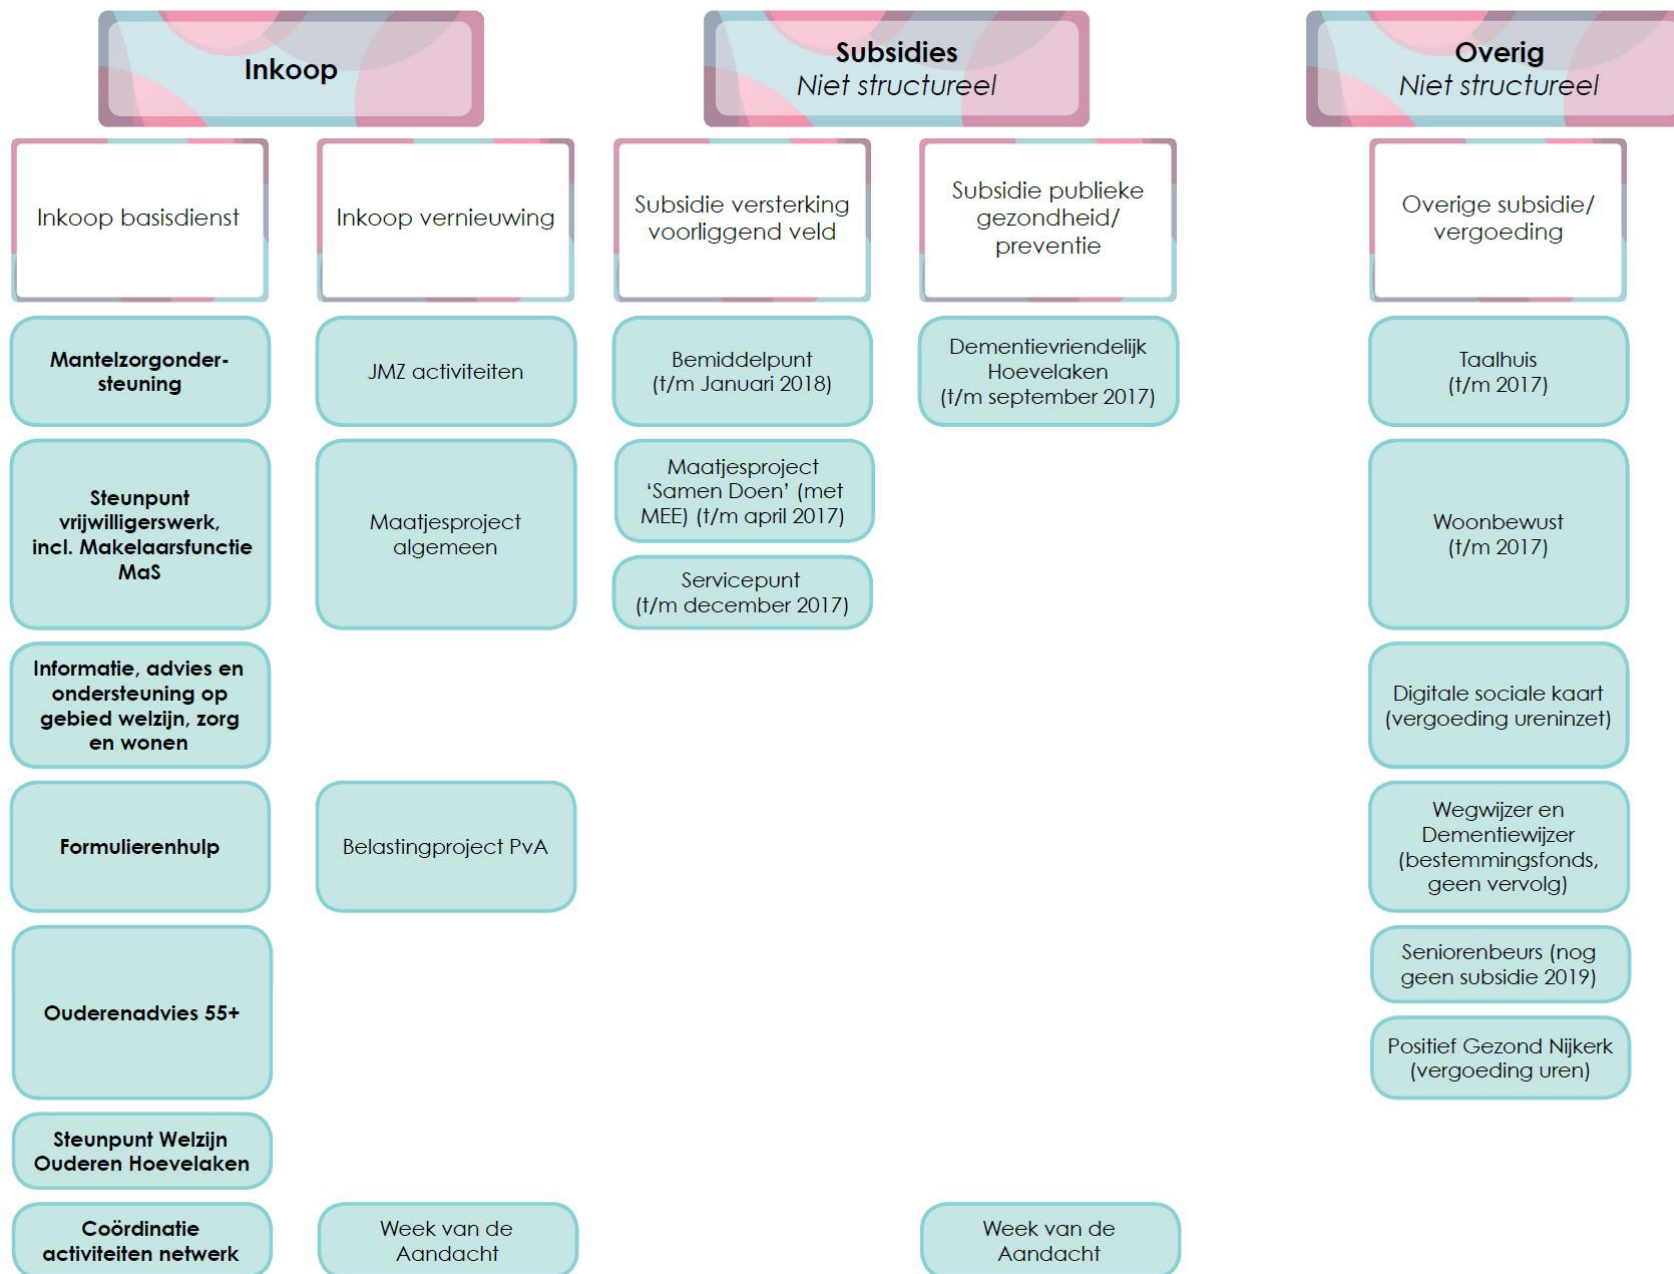 Inkoop
Subsidies
Niet structureel
Overig
Niet structureel
Inkoop basisdienst
Inkoop vernieuwing
Subsidie versterking
voorliggend veld
Subsidie publieke
gezondheid/
preventie
Overige subsidie/
vergoeding
Mantelzorgonder-
steuning
JMZ activiteiten
Bemiddelpunt
(t/m Januari 2018)
Dementievriendelijk
Hoevelaken
(t/m september 2017)
Taalhuis
(t/m 2017)
Steunpunt
vrijwilligerswerk,
incl. Makelaarsfunctie
MaS
Maatjesproject
algemeen
Maatjesproject
‘Samen Doen’ (met
MEE) (t/m april 2017)
Servicepunt
(t/m december 2017)
Woonbewust
(t/m 2017)
Informatie, advies en
ondersteuning op
gebied welzijn, zorg
en wonen
Digitale sociale kaart
(vergoeding ureninzet)
Formulierenhulp
Belastingproject PvA
Wegwijzer en
Dementiewijzer
(bestemmingsfonds,
geen vervolg)
Ouderenadvies 55+
Seniorenbeurs (nog
geen subsidie 2019)
Positief Gezond Nijkerk
(vergoeding uren)
Steunpunt Welzijn
Ouderen Hoevelaken
Coördinatie
activiteiten netwerk
Week van de
Aandacht
Week van de
Aandacht